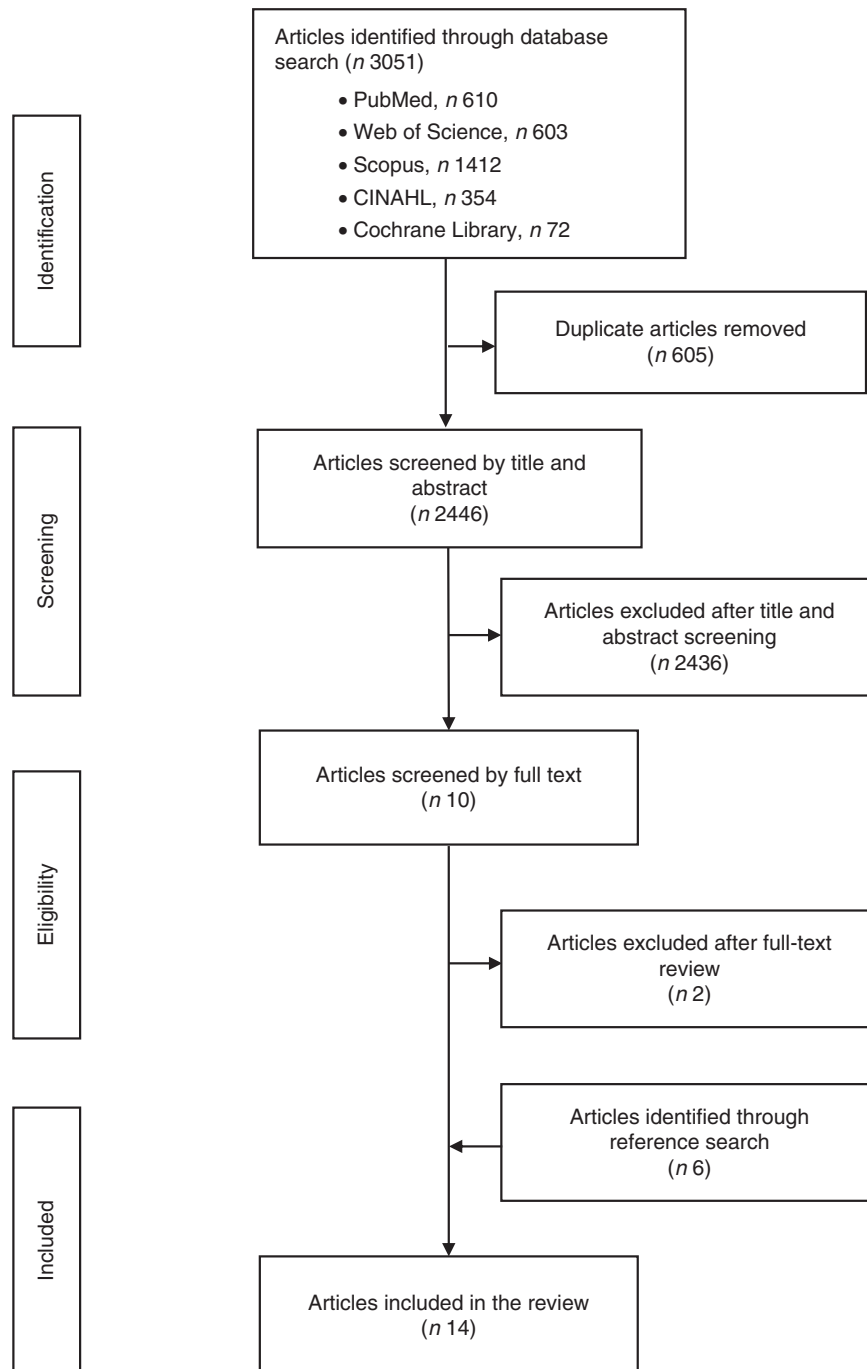 Articles identified through database
search (n 3051)
• PubMed, n 610
• Web of Science, n 603
• Scopus, n 1412
• CINAHL, n 354
• Cochrane Library, n 72
Identification
Duplicate articles removed
(n 605)
Articles screened by title and
abstract
(n 2446)
Screening
Articles excluded after title and
abstract screening
(n 2436)
Articles screened by full text
(n 10)
Eligibility
Articles excluded after full-text
review
(n 2)
Articles identified through
reference search
(n 6)
Included
Articles included in the review
(n 14)